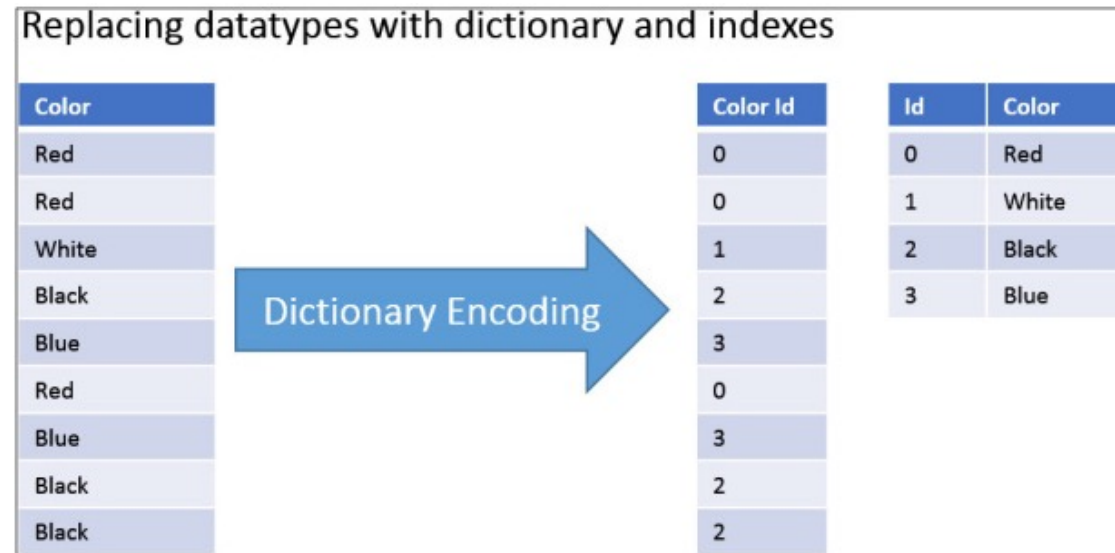 Replacing datatypes with dictionary and indexes
Color
Red
Red
White
Black
Blue
Red
Blue
Black
Black
Dictionary Encoding
Color Id
0
0
1
2
3
0
3
2
2
Id Color
0 Red
1 White
2 Black
3 Blue